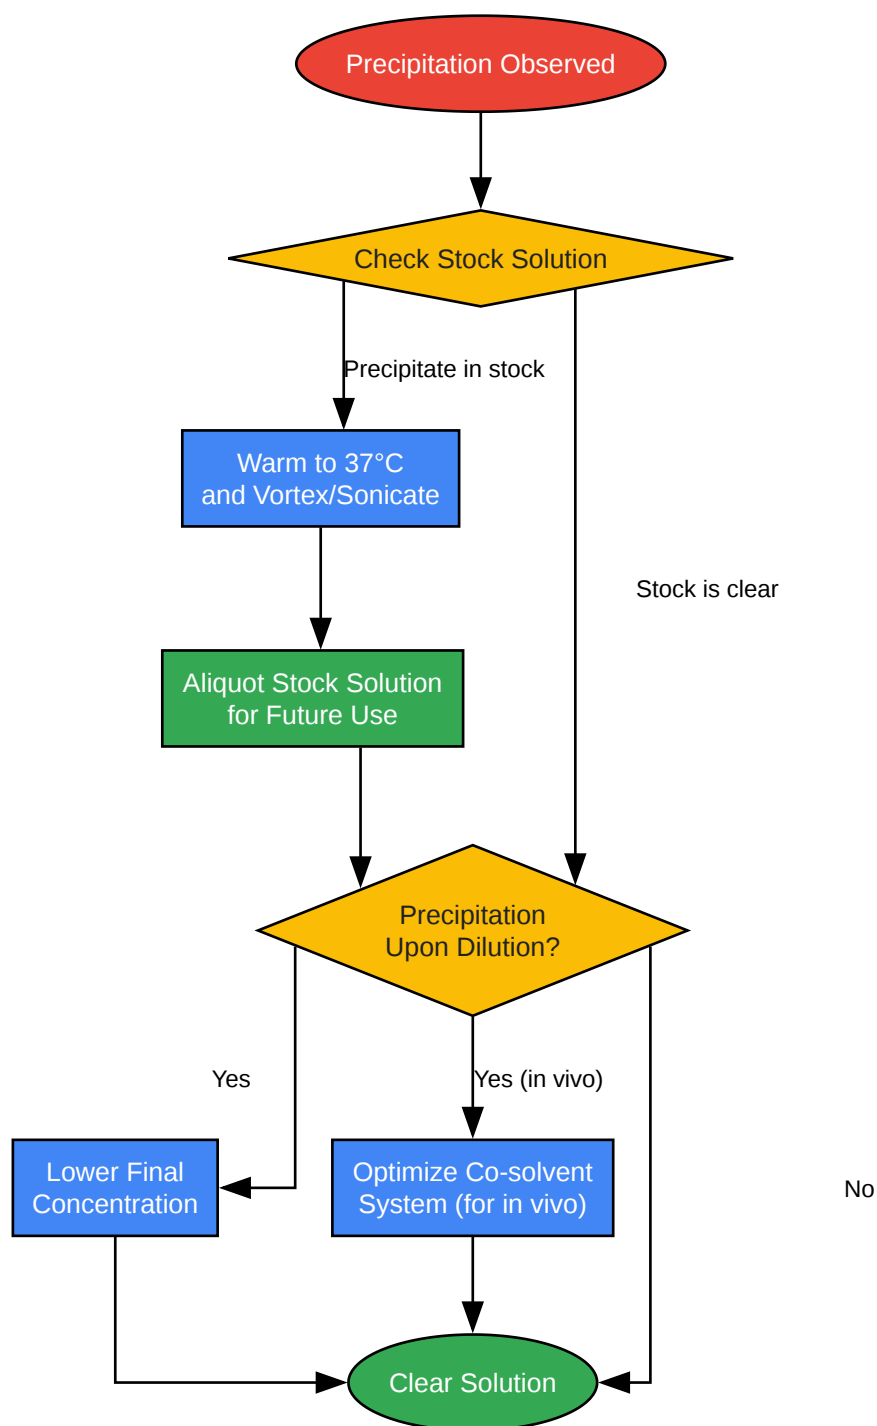 Precipitation Observed
Check Stock Solution
Precipitate in stock
Warm to 37°C
and Vortex/Sonicate
Stock is clear
Aliquot Stock Solution
for Future Use
Precipitation
Upon Dilution?
Yes
Yes (in vivo)
Lower Final
Concentration
Optimize Co-solvent
System (for in vivo)
No
Clear Solution